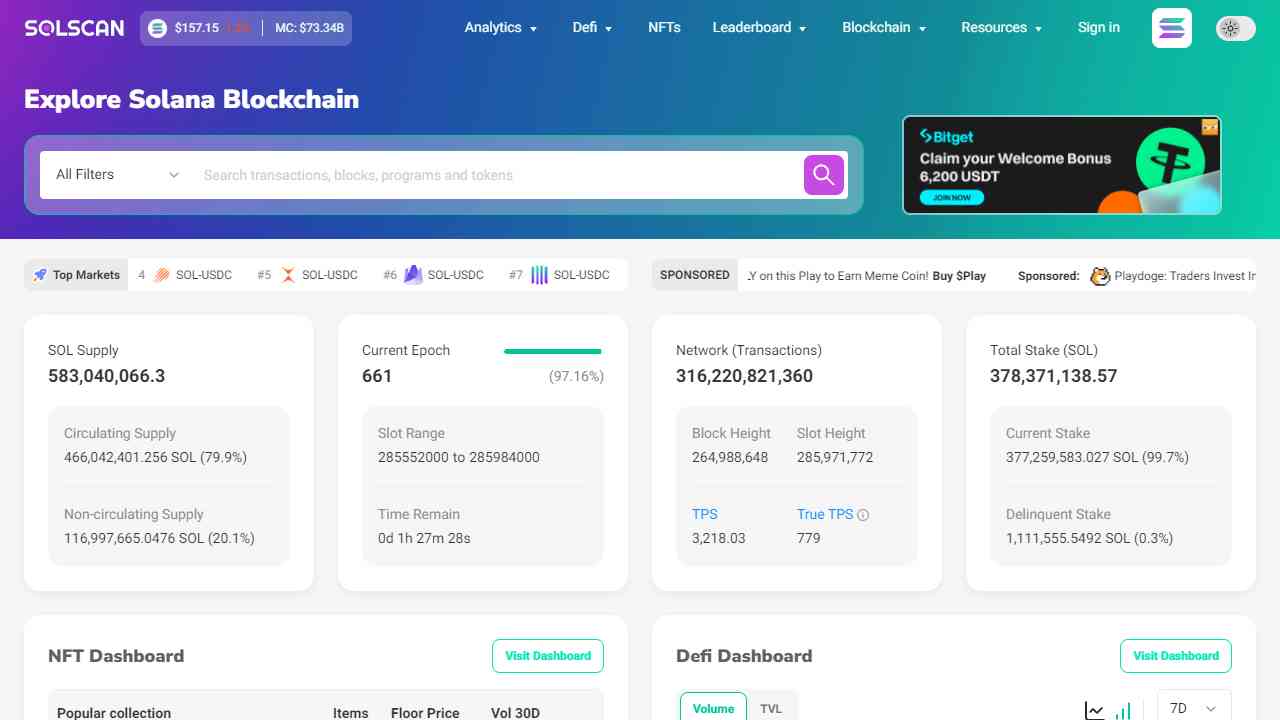 SOLSCAN
$157.15
MC: $73.34B
Analytics
Defi
NFTs
Leaderboard
Blockchain
Resources
Sign in
Explore Solana Blockchain
All Filters
Search transactions, blocks, programs and tokens
Bitget
Claim your Welcome Bonus
6,200 USDT
JOIN NOW
Top Markets
4 SOL-USDC
#5 SOL-USDC
#6 SOL-USDC
#7 SOL-USDC
SPONSORED
Y on this Play to Earn Meme Coin! Buy $Play
Sponsored: Playdoge: Traders Invest
SOL Supply
583,040,066.3
Circulating Supply
466,042,401.256 SOL (79.9%)
Non-circulating Supply
116,997,665.0476 SOL (20.1%)
Current Epoch
661
(97.16%)
Slot Range
285552000 to 285984000
Time Remain
0d 1h 27m 28s
Network (Transactions)
316,220,821,360
Block Height
264,988,648
Slot Height
285,971,772
TPS
3,218.03
True TPS
779
Total Stake (SOL)
378,371,138.57
Current Stake
377,259,583.027 SOL (99.7%)
Delinquent Stake
1,111,555.5492 SOL (0.3%)
NFT Dashboard
Visit Dashboard
Popular collection
Items
Floor Price
Vol 30D
Defi Dashboard
Visit Dashboard
Volume
TVL
7D